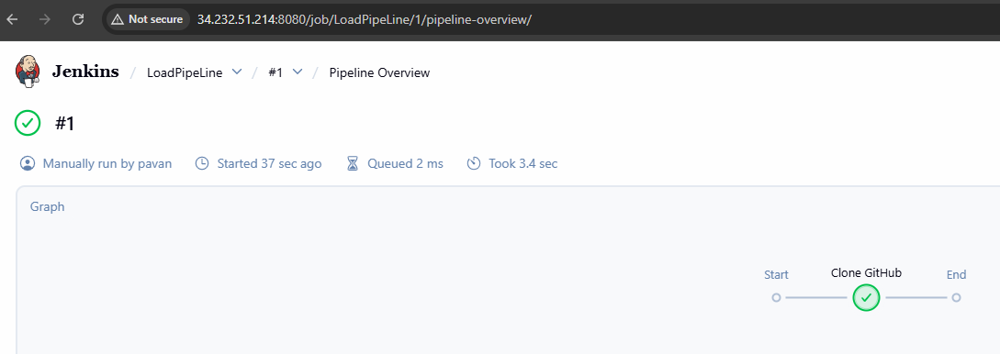 Not secure 34.232.51.214:8080/job/LoadPipeLine/1/pipeline-overview/
Jenkins / LoadPipeLine / #1 / Pipeline Overview
#1
Manually run by pavan Started 37 sec ago Queued 2 ms Took 3.4 sec
Graph
Start Clone GitHub End